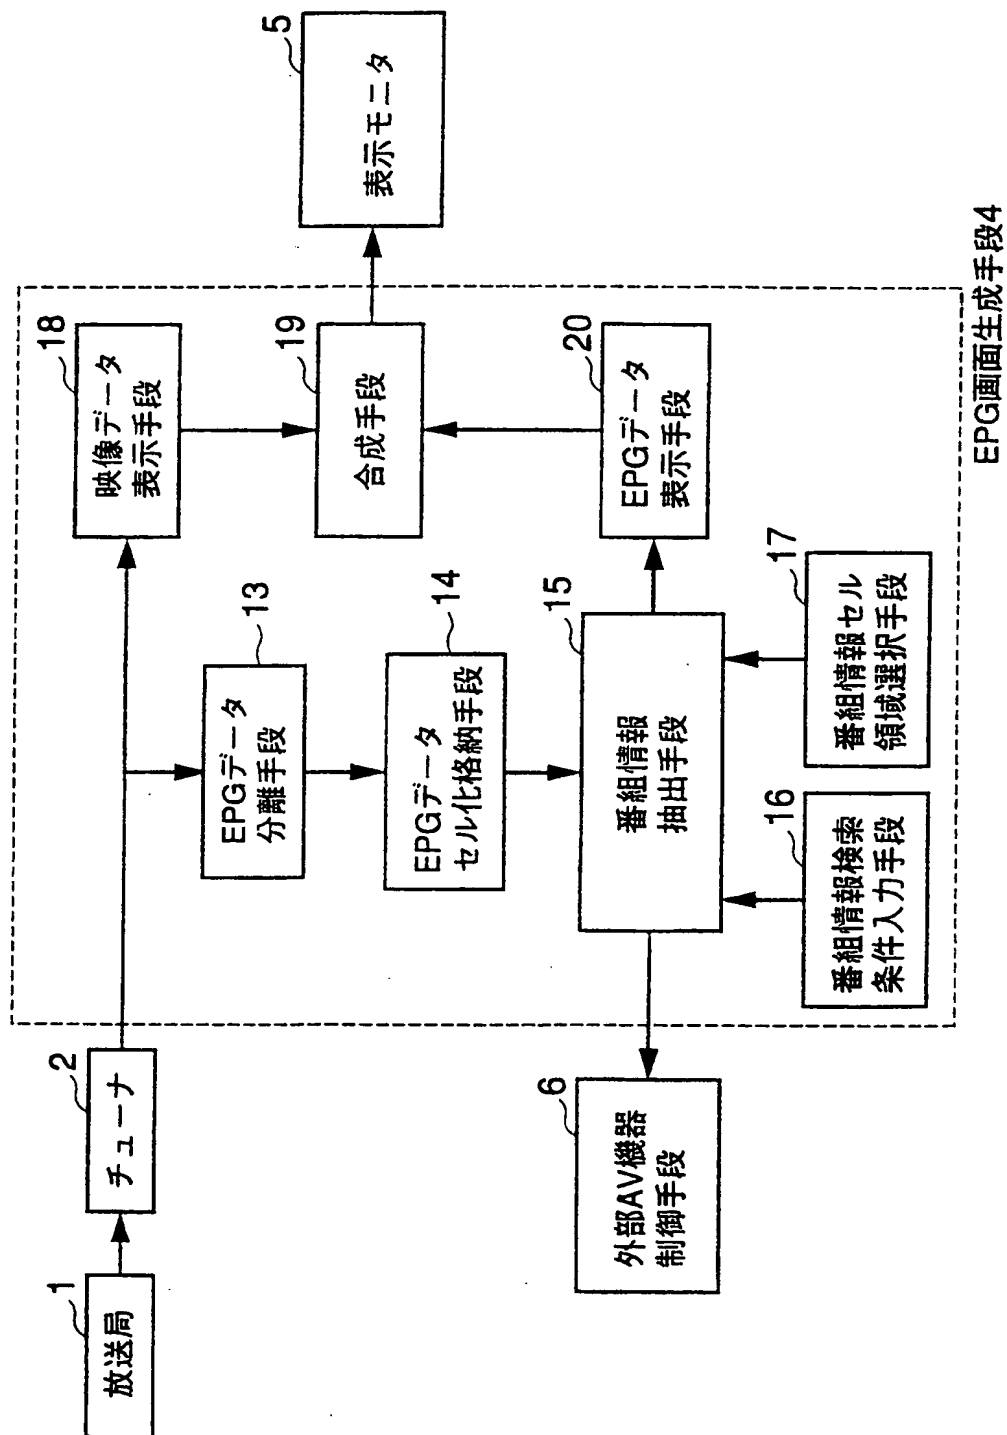 1
放送局
2
チューナ
18
映像データ
表示手段
5
表示モニタ
13
EPGデータ
分離手段
19
合成手段
14
EPGデータ
セル化格納手段
6
外部AV機器
制御手段
15
番組情報
抽出手段
20
EPGデータ
表示手段
16
番組情報検索
条件入力手段
17
番組情報セル
領域選択手段
EPG画面生成手段4